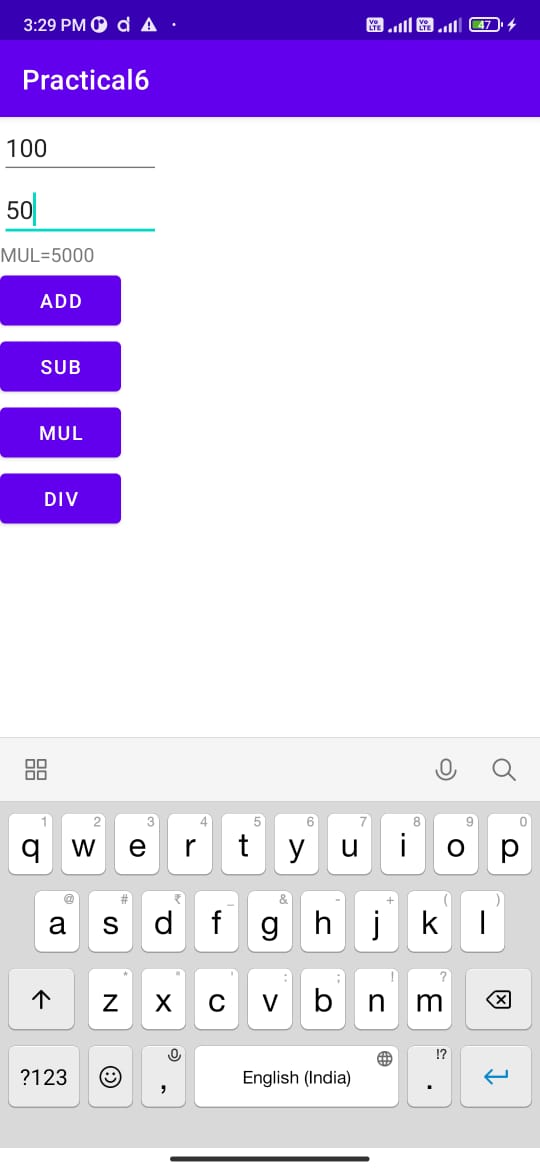 3:29 PM d Vo LTE Vo LTE 47
Practical6
100
50
MUL=5000
ADD
SUB
MUL
DIV
1 2 3 4 5 6 7 8 9 0
q w e r t y u i o p
@ # ₹ _ & - + ( )
a s d f g h j k l
* " ' : ; ! ?
z x c v b n m
?123 , English (India) !? .